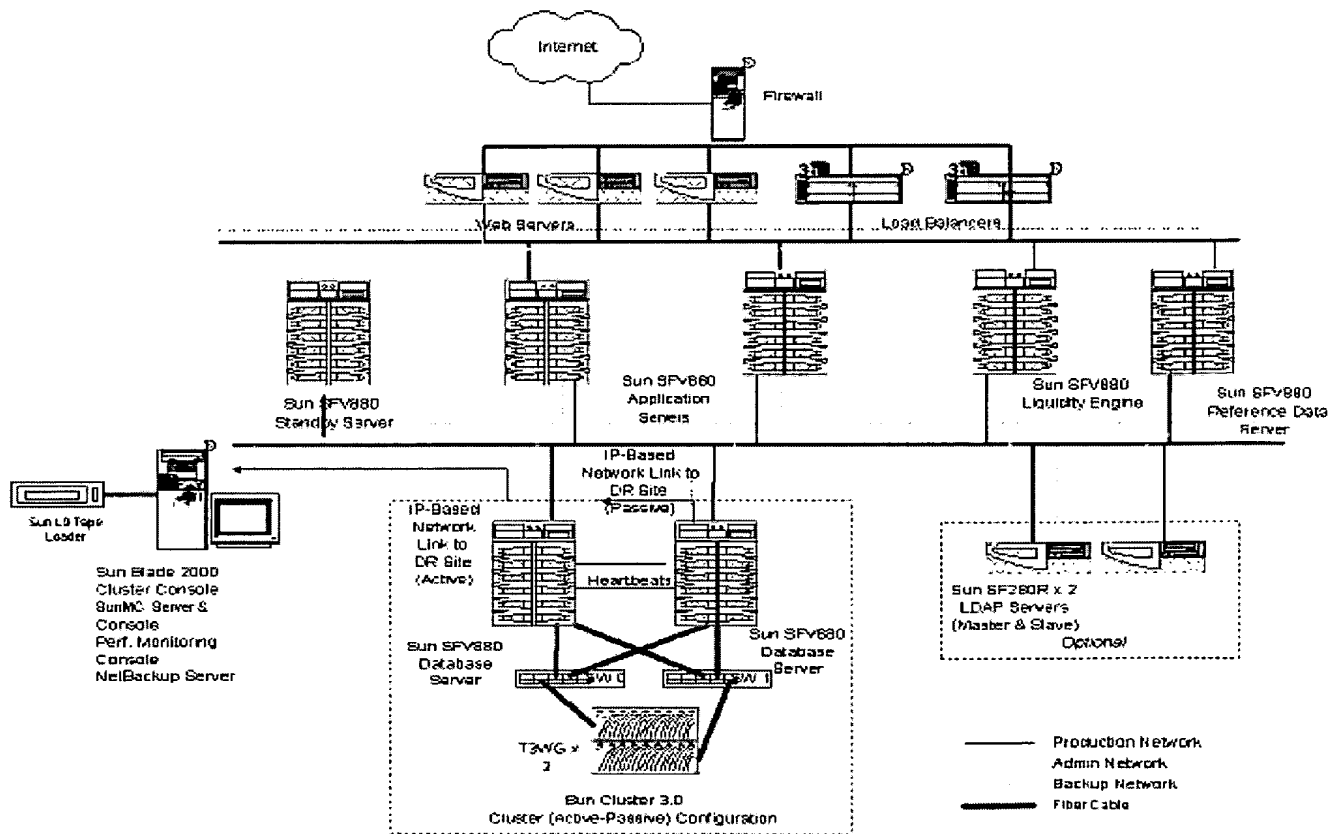 Internet
Firewall
Web Servers
Load Balancers
Sun SFV880
Standby Server
Sun SFV880
Application
Servers
Sun SFV880
Liquidity Engine
Sun SFV880
Reference Data
Server
IP-Based
Network Link to
DR Site
(Passive)
IP-Based
Network
Link to
DR Site
(Active)
Sun L9 Tape
Loader
Heartbeats
Sun Blade 2000
Cluster Console
SunMC Server &
Console
Perf. Monitoring
Console
NetBackup Server
Sun SFV880
Database
Server
Sun SFV880
Database
Server
Sun SF280R x 2
LDAP Servers
(Master & Slave)
Optional
T3WG x
2
Sun Cluster 3.0
Cluster (Active-Passive) Configuration
Production Network
Admin Network
Backup Network
Fiber Cable